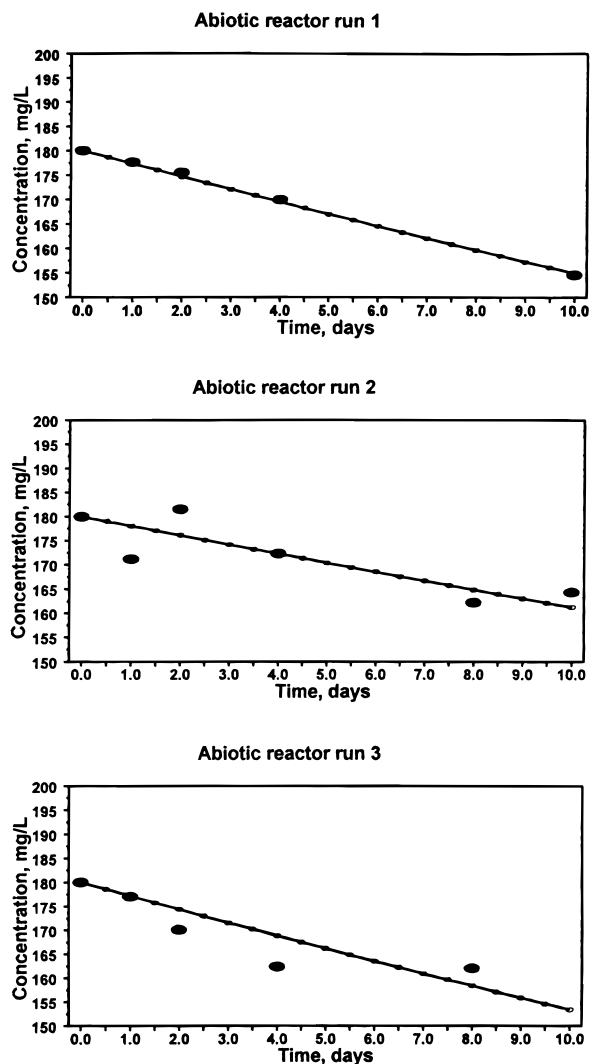 Abiotic reactor run 1
200
195
190
185
180
175
170
165
160
155
150
Concentration, mg/L
0.0 1.0 2.0 3.0 4.0 5.0 6.0 7.0 8.0 9.0 10.0
Time, days
Abiotic reactor run 2
200
195
190
185
180
175
170
165
160
155
150
Concentration, mg/L
0.0 1.0 2.0 3.0 4.0 5.0 6.0 7.0 8.0 9.0 10.0
Time, days
Abiotic reactor run 3
200
195
190
185
180
175
170
165
160
155
150
Concentration, mg/L
0.0 1.0 2.0 3.0 4.0 5.0 6.0 7.0 8.0 9.0 10.0
Time, days